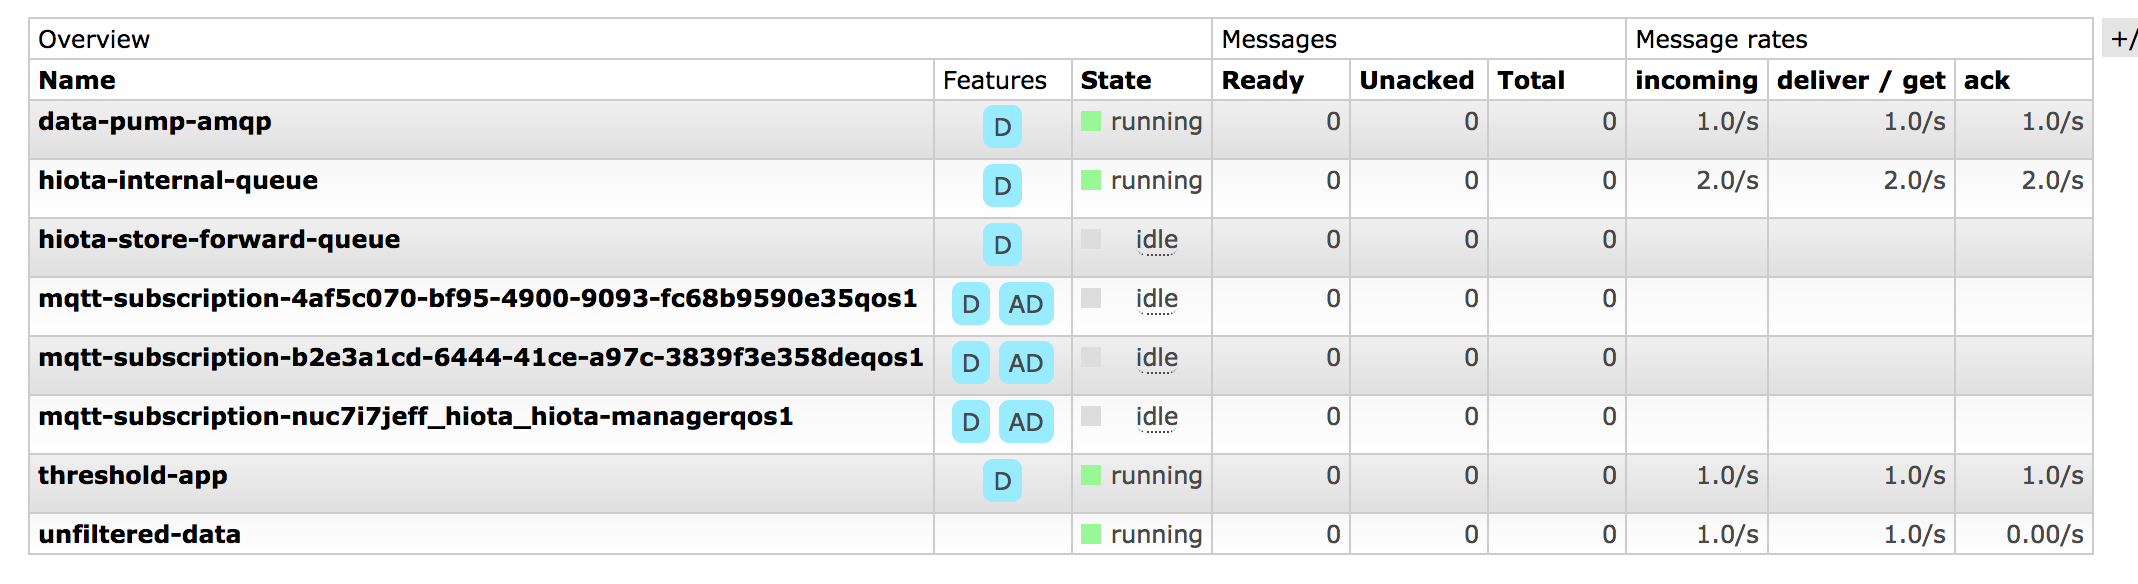 Overview Messages Message rates +/
Name Features State Ready Unacked Total incoming deliver / get ack
data-pump-amqp D running 0 0 0 1.0/s 1.0/s 1.0/s
hiota-internal-queue D running 0 0 0 2.0/s 2.0/s 2.0/s
hiota-store-forward-queue D idle 0 0 0
mqtt-subscription-4af5c070-bf95-4900-9093-fc68b9590e35qos1 D AD idle 0 0 0
mqtt-subscription-b2e3a1cd-6444-41ce-a97c-3839f3e358deqos1 D AD idle 0 0 0
mqtt-subscription-nuc7i7jeff_hiota_hiota-managerqos1 D AD idle 0 0 0
threshold-app D running 0 0 0 1.0/s 1.0/s 1.0/s
unfiltered-data running 0 0 0 1.0/s 1.0/s 0.00/s